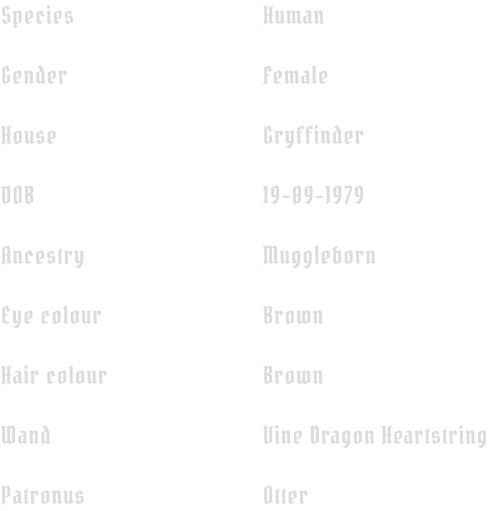 Species Human
Gender Female
House Gryffinder
DOB 19-09-1979
Ancestry Muggleborn
Eye colour Brown
Hair colour Brown
Wand Vine Dragon Heartstring
Patronus Otter